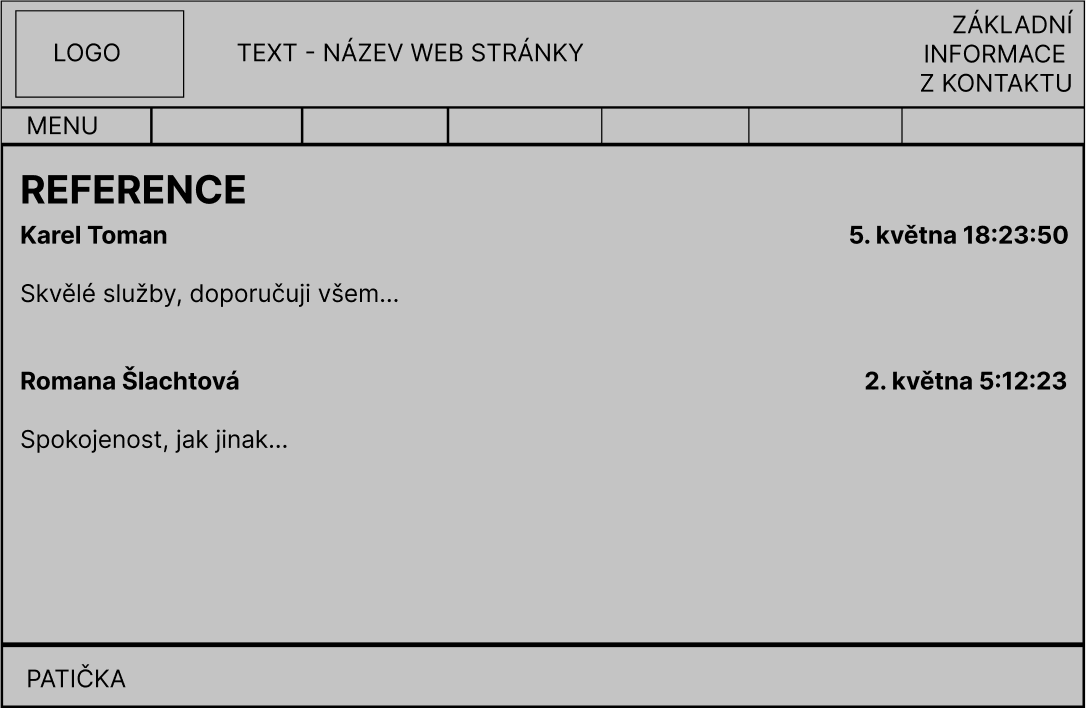 LOGO
TEXT - NÁZEV WEB STRÁNKY
ZÁKLADNÍ
INFORMACE
Z KONTAKTU
MENU
REFERENCE
Karel Toman
5. května 18:23:50
Skvělé služby, doporučuji všem...
Romana Šlachtová
2. května 5:12:23
Spokojenost, jak jinak...
PATIČKA